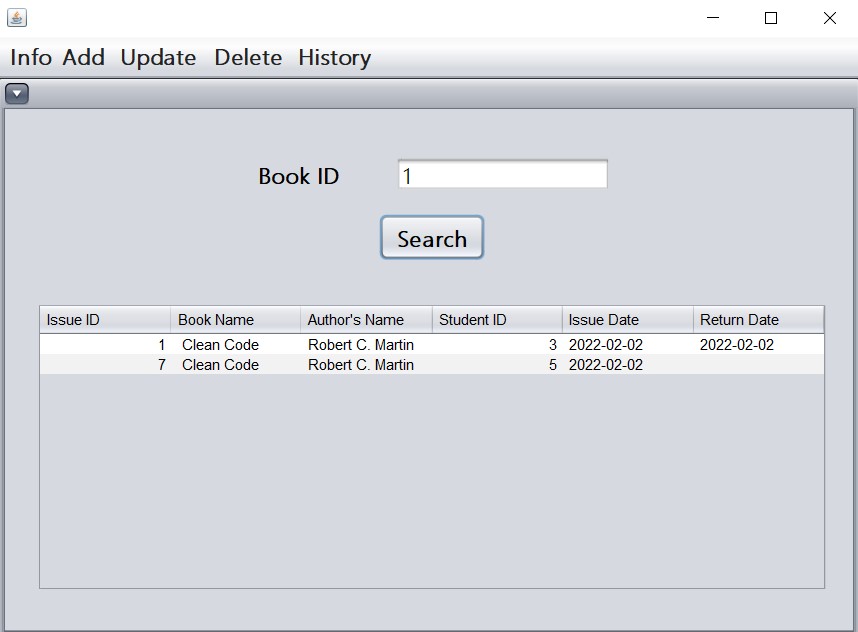 Info Add Update Delete History
Book ID 1
Search
Issue ID Book Name Author's Name Student ID Issue Date Return Date
1 Clean Code Robert C. Martin 3 2022-02-02 2022-02-02
7 Clean Code Robert C. Martin 5 2022-02-02